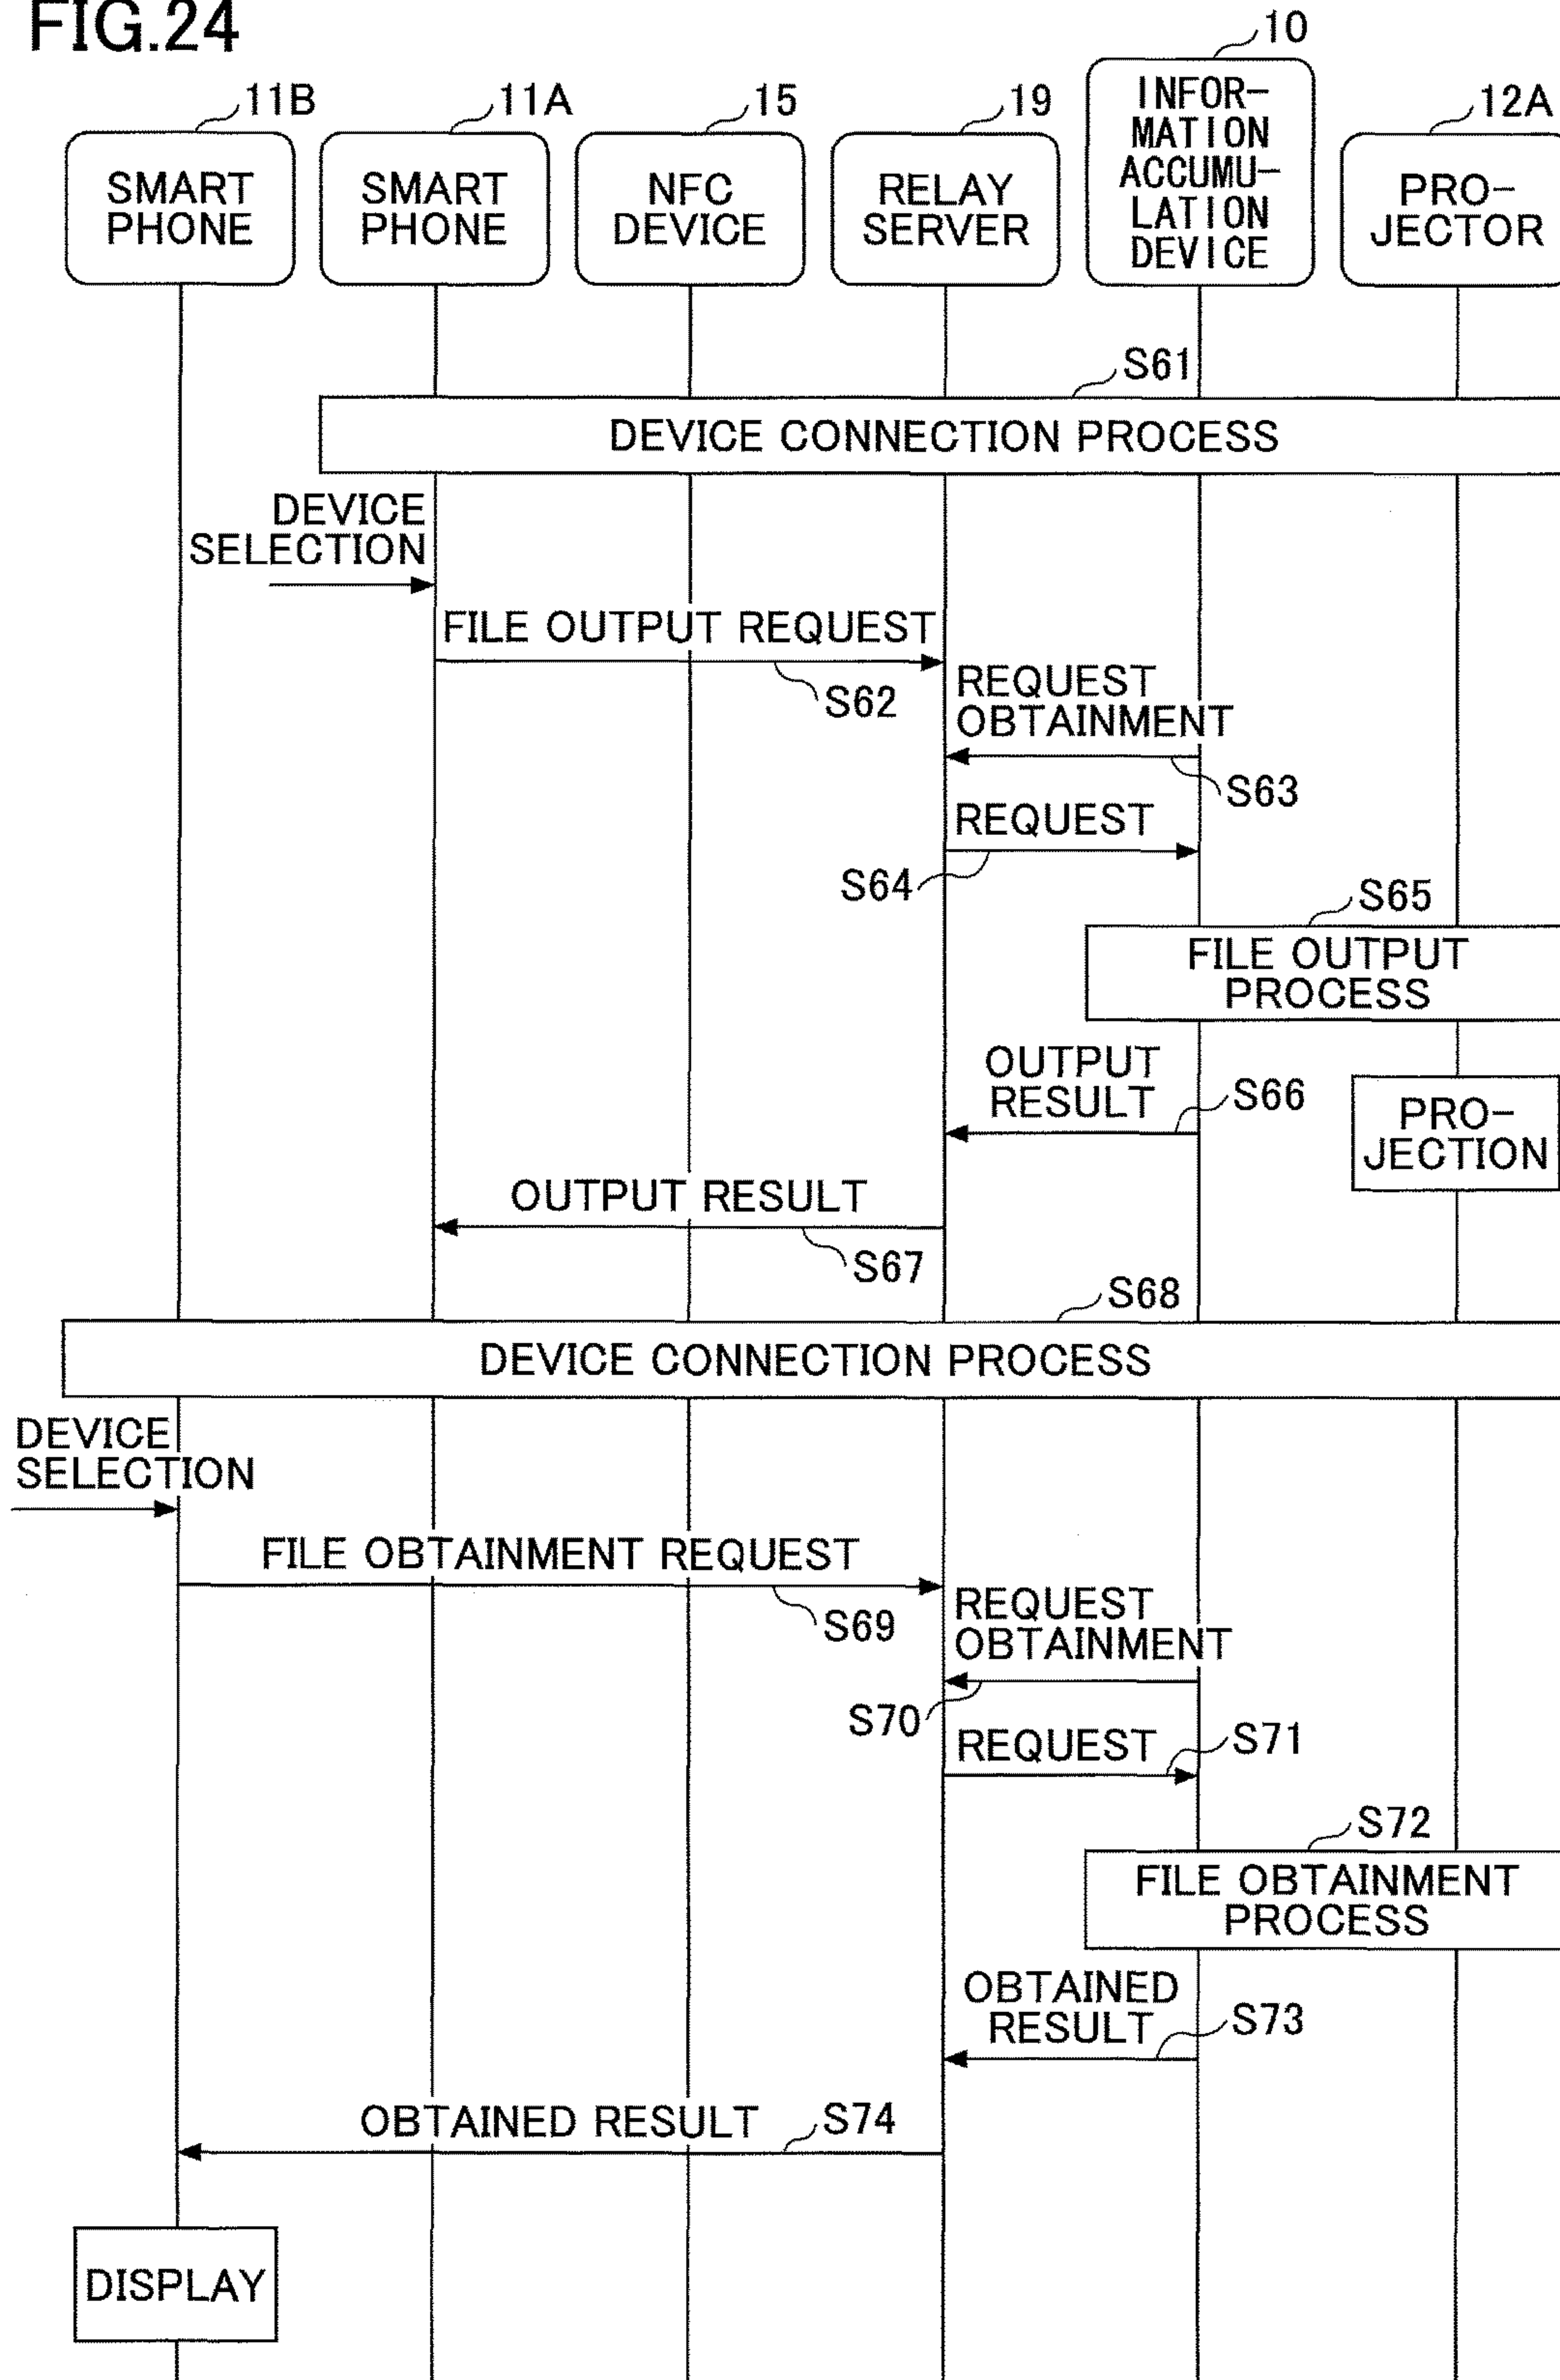 FIG.24
11B
11A
15
19
10
12A
SMART
PHONE
SMART
PHONE
NFC
DEVICE
RELAY
SERVER
INFOR-
MATION
ACCUMU-
LATION
DEVICE
PRO-
JECTOR
S61
DEVICE CONNECTION PROCESS
DEVICE
SELECTION
FILE OUTPUT REQUEST
S62
REQUEST
OBTAINMENT
S63
REQUEST
S64
S65
FILE OUTPUT
PROCESS
OUTPUT
RESULT
S66
PRO-
JECTION
OUTPUT RESULT
S67
S68
DEVICE CONNECTION PROCESS
DEVICE
SELECTION
FILE OBTAINMENT REQUEST
S69
REQUEST
OBTAINMENT
S70
REQUEST
S71
S72
FILE OBTAINMENT
PROCESS
OBTAINED
RESULT
S73
OBTAINED RESULT
S74
DISPLAY